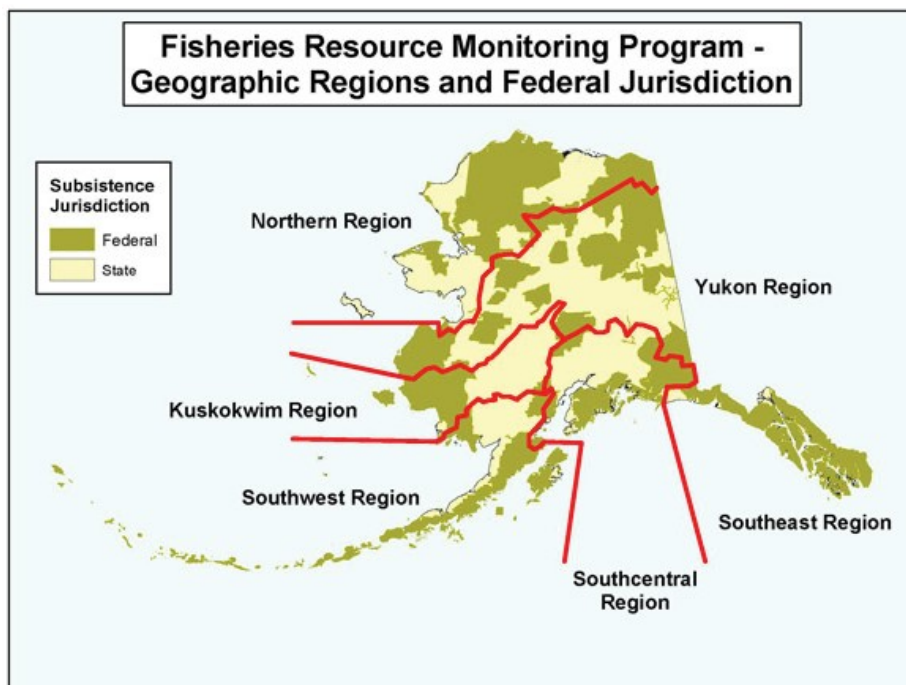 Fisheries Resource Monitoring Program -
Geographic Regions and Federal Jurisdiction
Subsistence
Jurisdiction
Federal
State
Northern Region
Yukon Region
Kuskokwim Region
Southwest Region
Southeast Region
Southcentral
Region